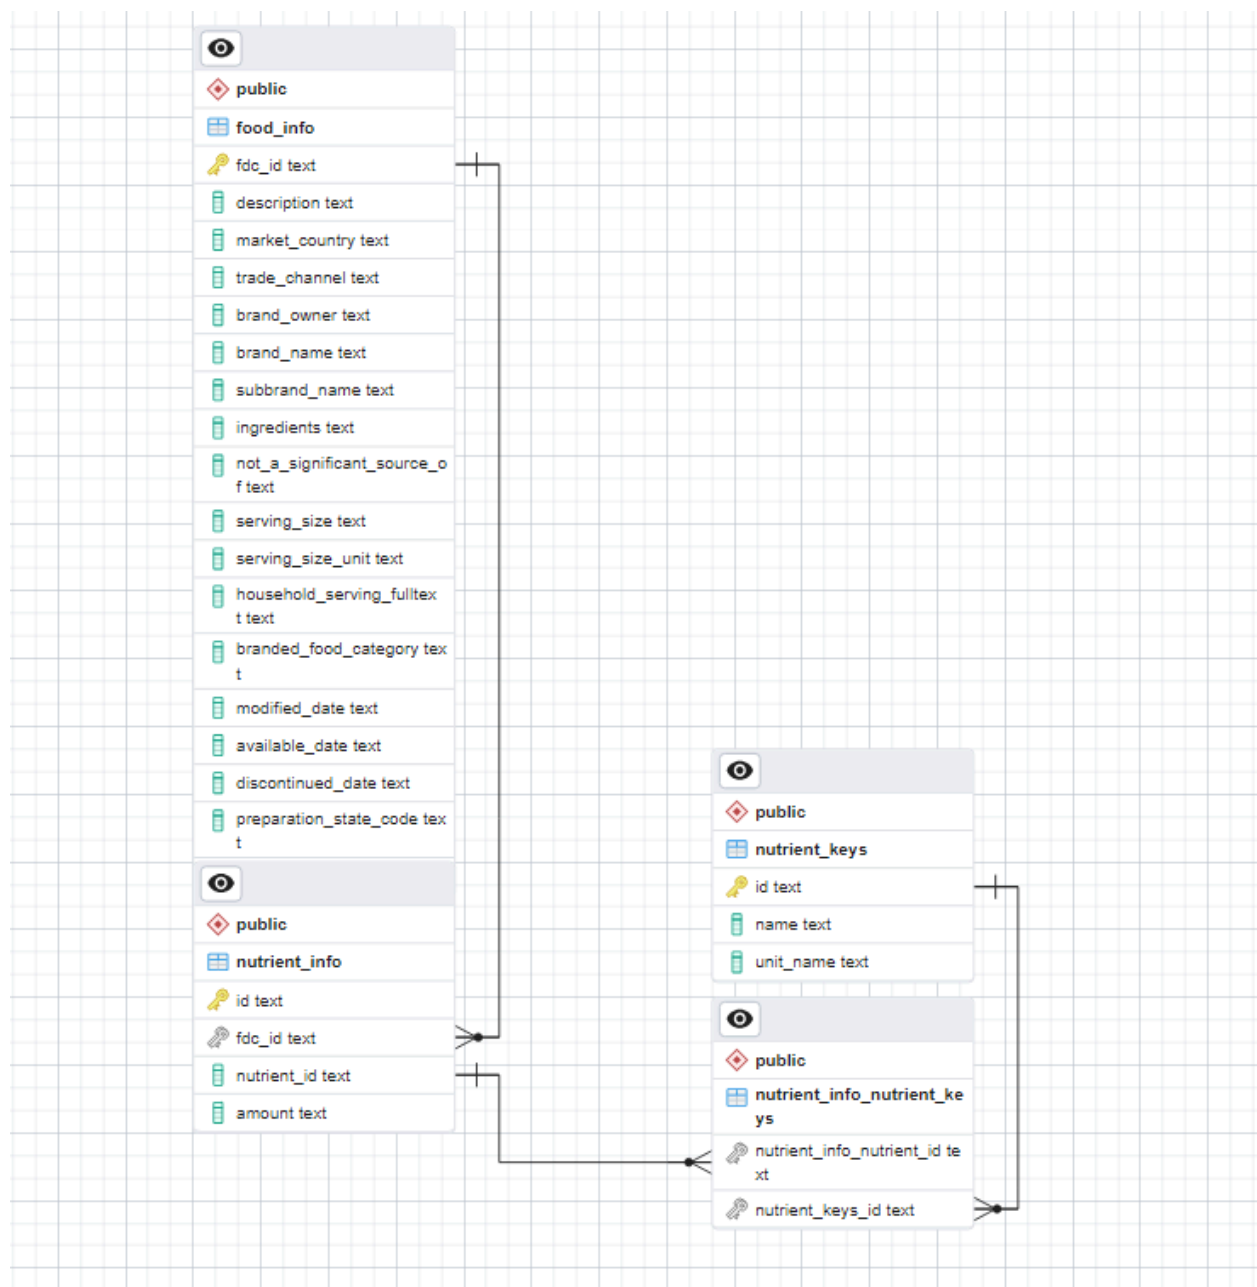 public
food_info
fdc_id text
description text
market_country text
trade_channel text
brand_owner text
brand_name text
subbrand_name text
ingredients text
not_a_significant_source_o
f text
serving_size text
serving_size_unit text
household_serving_fulltex
t text
branded_food_category tex
t
modified_date text
available_date text
discontinued_date text
preparation_state_code tex
t
public
nutrient_info
id text
fdc_id text
nutrient_id text
amount text
public
nutrient_keys
id text
name text
unit_name text
public
nutrient_info_nutrient_ke
ys
nutrient_info_nutrient_id te
xt
nutrient_keys_id text